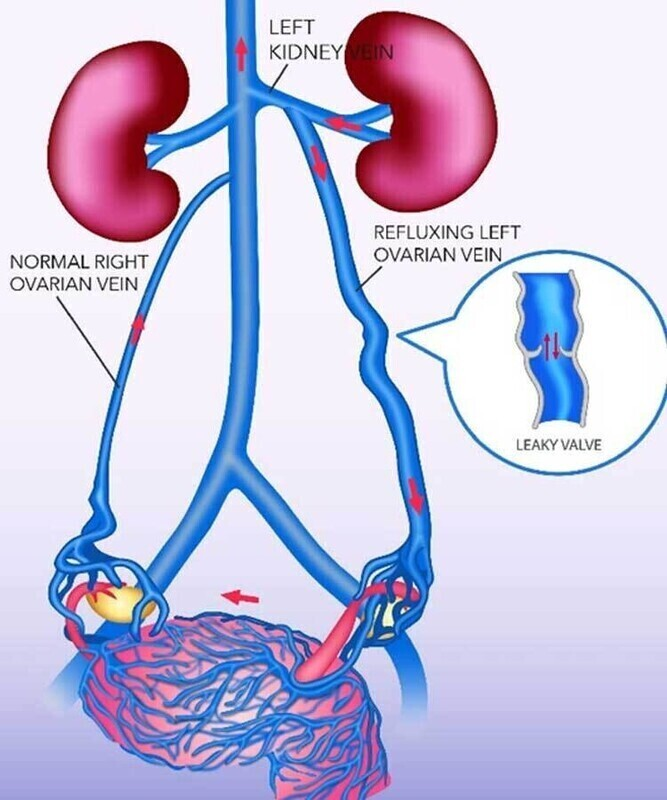 LEFT
KIDNEY VEIN
REFLUXING LEFT
OVARIAN VEIN
NORMAL RIGHT
OVARIAN VEIN
LEAKY VALVE